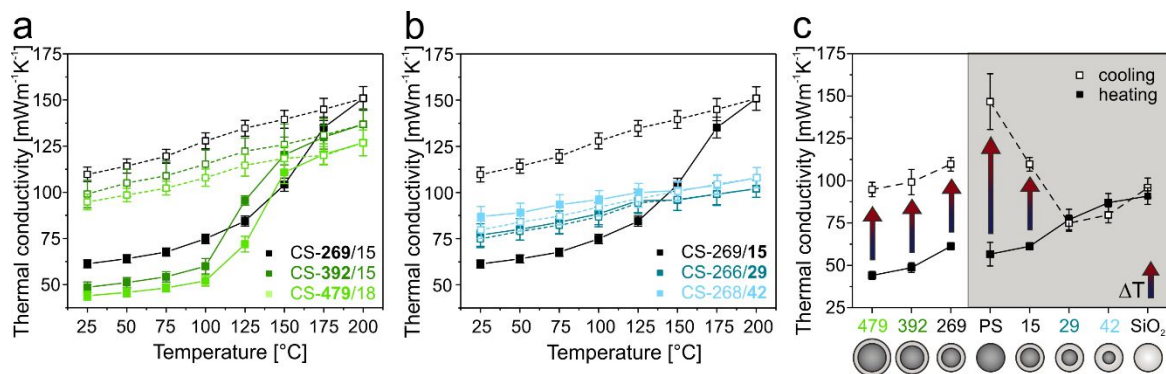 a
Thermal conductivity [mWm⁻¹K⁻¹]
175
150
125
100
75
50
25 50 75 100 125 150 175 200
Temperature [°C]
CS-269/15
CS-392/15
CS-479/18
b
Thermal conductivity [mWm⁻¹K⁻¹]
175
150
125
100
75
50
25 50 75 100 125 150 175 200
Temperature [°C]
CS-269/15
CS-266/29
CS-268/42
c
Thermal conductivity [mWm⁻¹K⁻¹]
175
150
125
100
75
50
25
cooling
heating
ΔT
479 392 269 PS 15 29 42 SiO₂